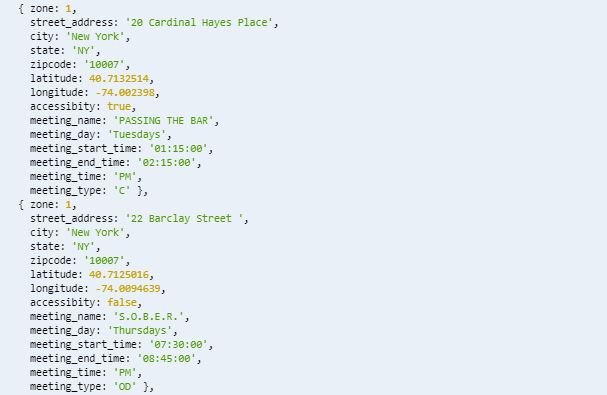 { zone: 1,
street_address: '20 Cardinal Hayes Place',
city: 'New York',
state: 'NY',
zipcode: '10007',
latitude: 40.7132514,
longitude: -74.002398,
accessibity: true,
meeting_name: 'PASSING THE BAR',
meeting_day: 'Tuesdays',
meeting_start_time: '01:15:00',
meeting_end_time: '02:15:00',
meeting_time: 'PM',
meeting_type: 'C' },
{ zone: 1,
street_address: '22 Barclay Street ',
city: 'New York',
state: 'NY',
zipcode: '10007',
latitude: 40.7125016,
longitude: -74.0094639,
accessibity: false,
meeting_name: 'S.O.B.E.R.',
meeting_day: 'Thursdays',
meeting_start_time: '07:30:00',
meeting_end_time: '08:45:00',
meeting_time: 'PM',
meeting_type: 'OD' },